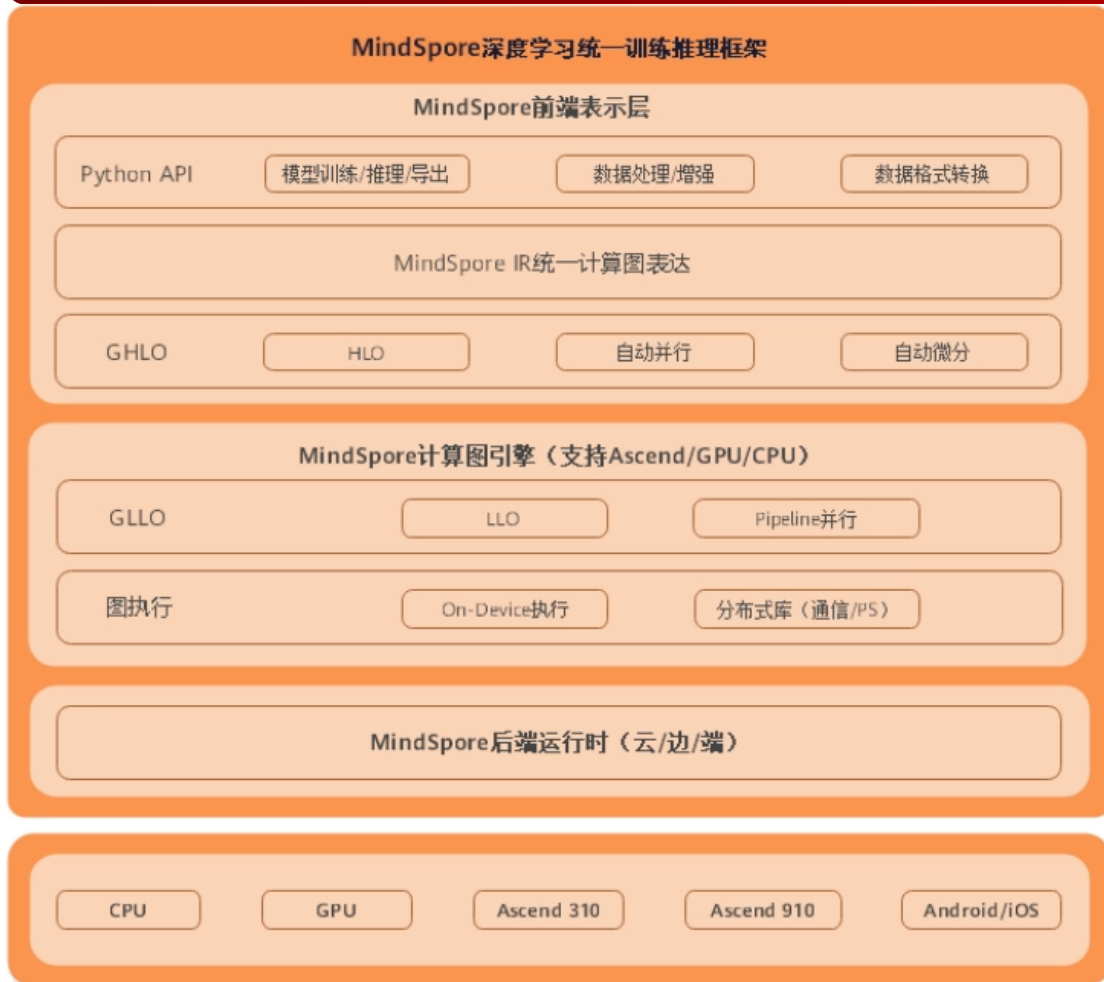 MindSpore深度学习统一训练推理框架
MindSpore前端表示层
Python API 模型训练/推理/导出 数据处理/增强 数据格式转换
MindSpore IR统一计算图表达
GHLO HLO 自动并行 自动微分
MindSpore计算图引擎（支持Ascend/GPU/CPU）
GLLO LLO Pipeline并行
图执行 On-Device执行 分布式库（通信/PS）
MindSpore后端运行时（云/边/端）
CPU GPU Ascend 310 Ascend 910 Android/iOS